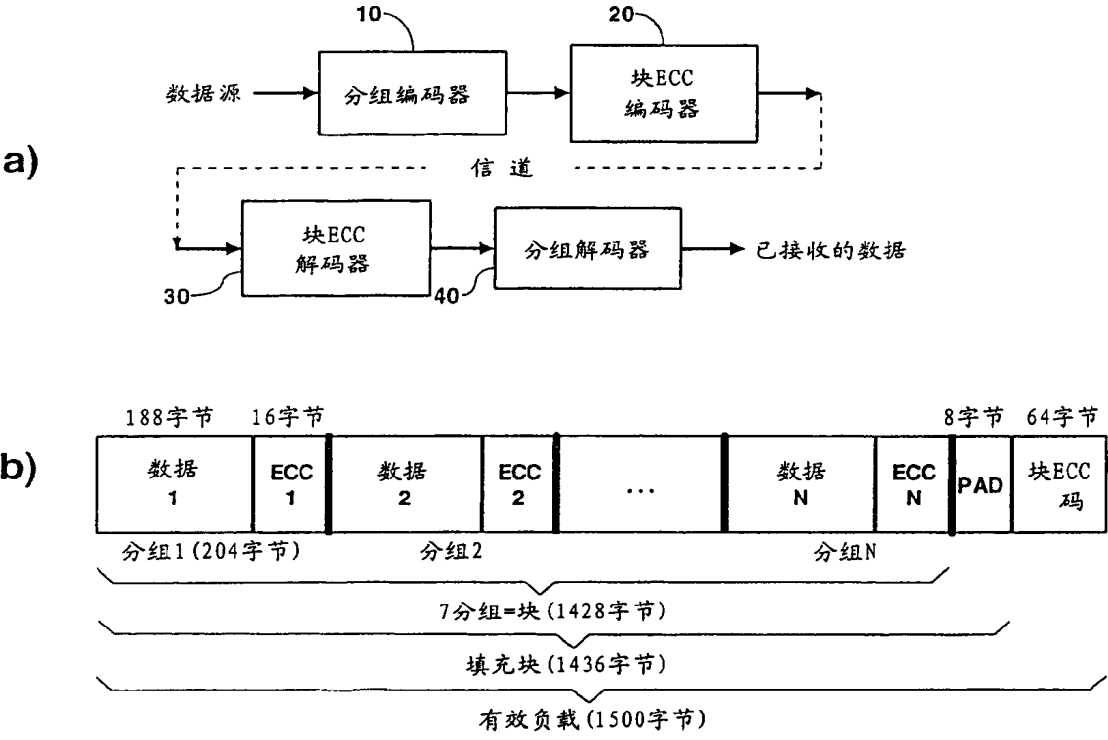 10
20
数据源
分组编码器
块ECC
编码器
a)
信道
块ECC
解码器
分组解码器
已接收的数据
30
40
188字节
16字节
8字节
64字节
b)
数据
1
ECC
1
数据
2
ECC
2
...
数据
N
ECC
N
PAD
块ECC
码
分组1(204字节)
分组2
分组N
7分组=块(1428字节)
填充块(1436字节)
有效负载(1500字节)